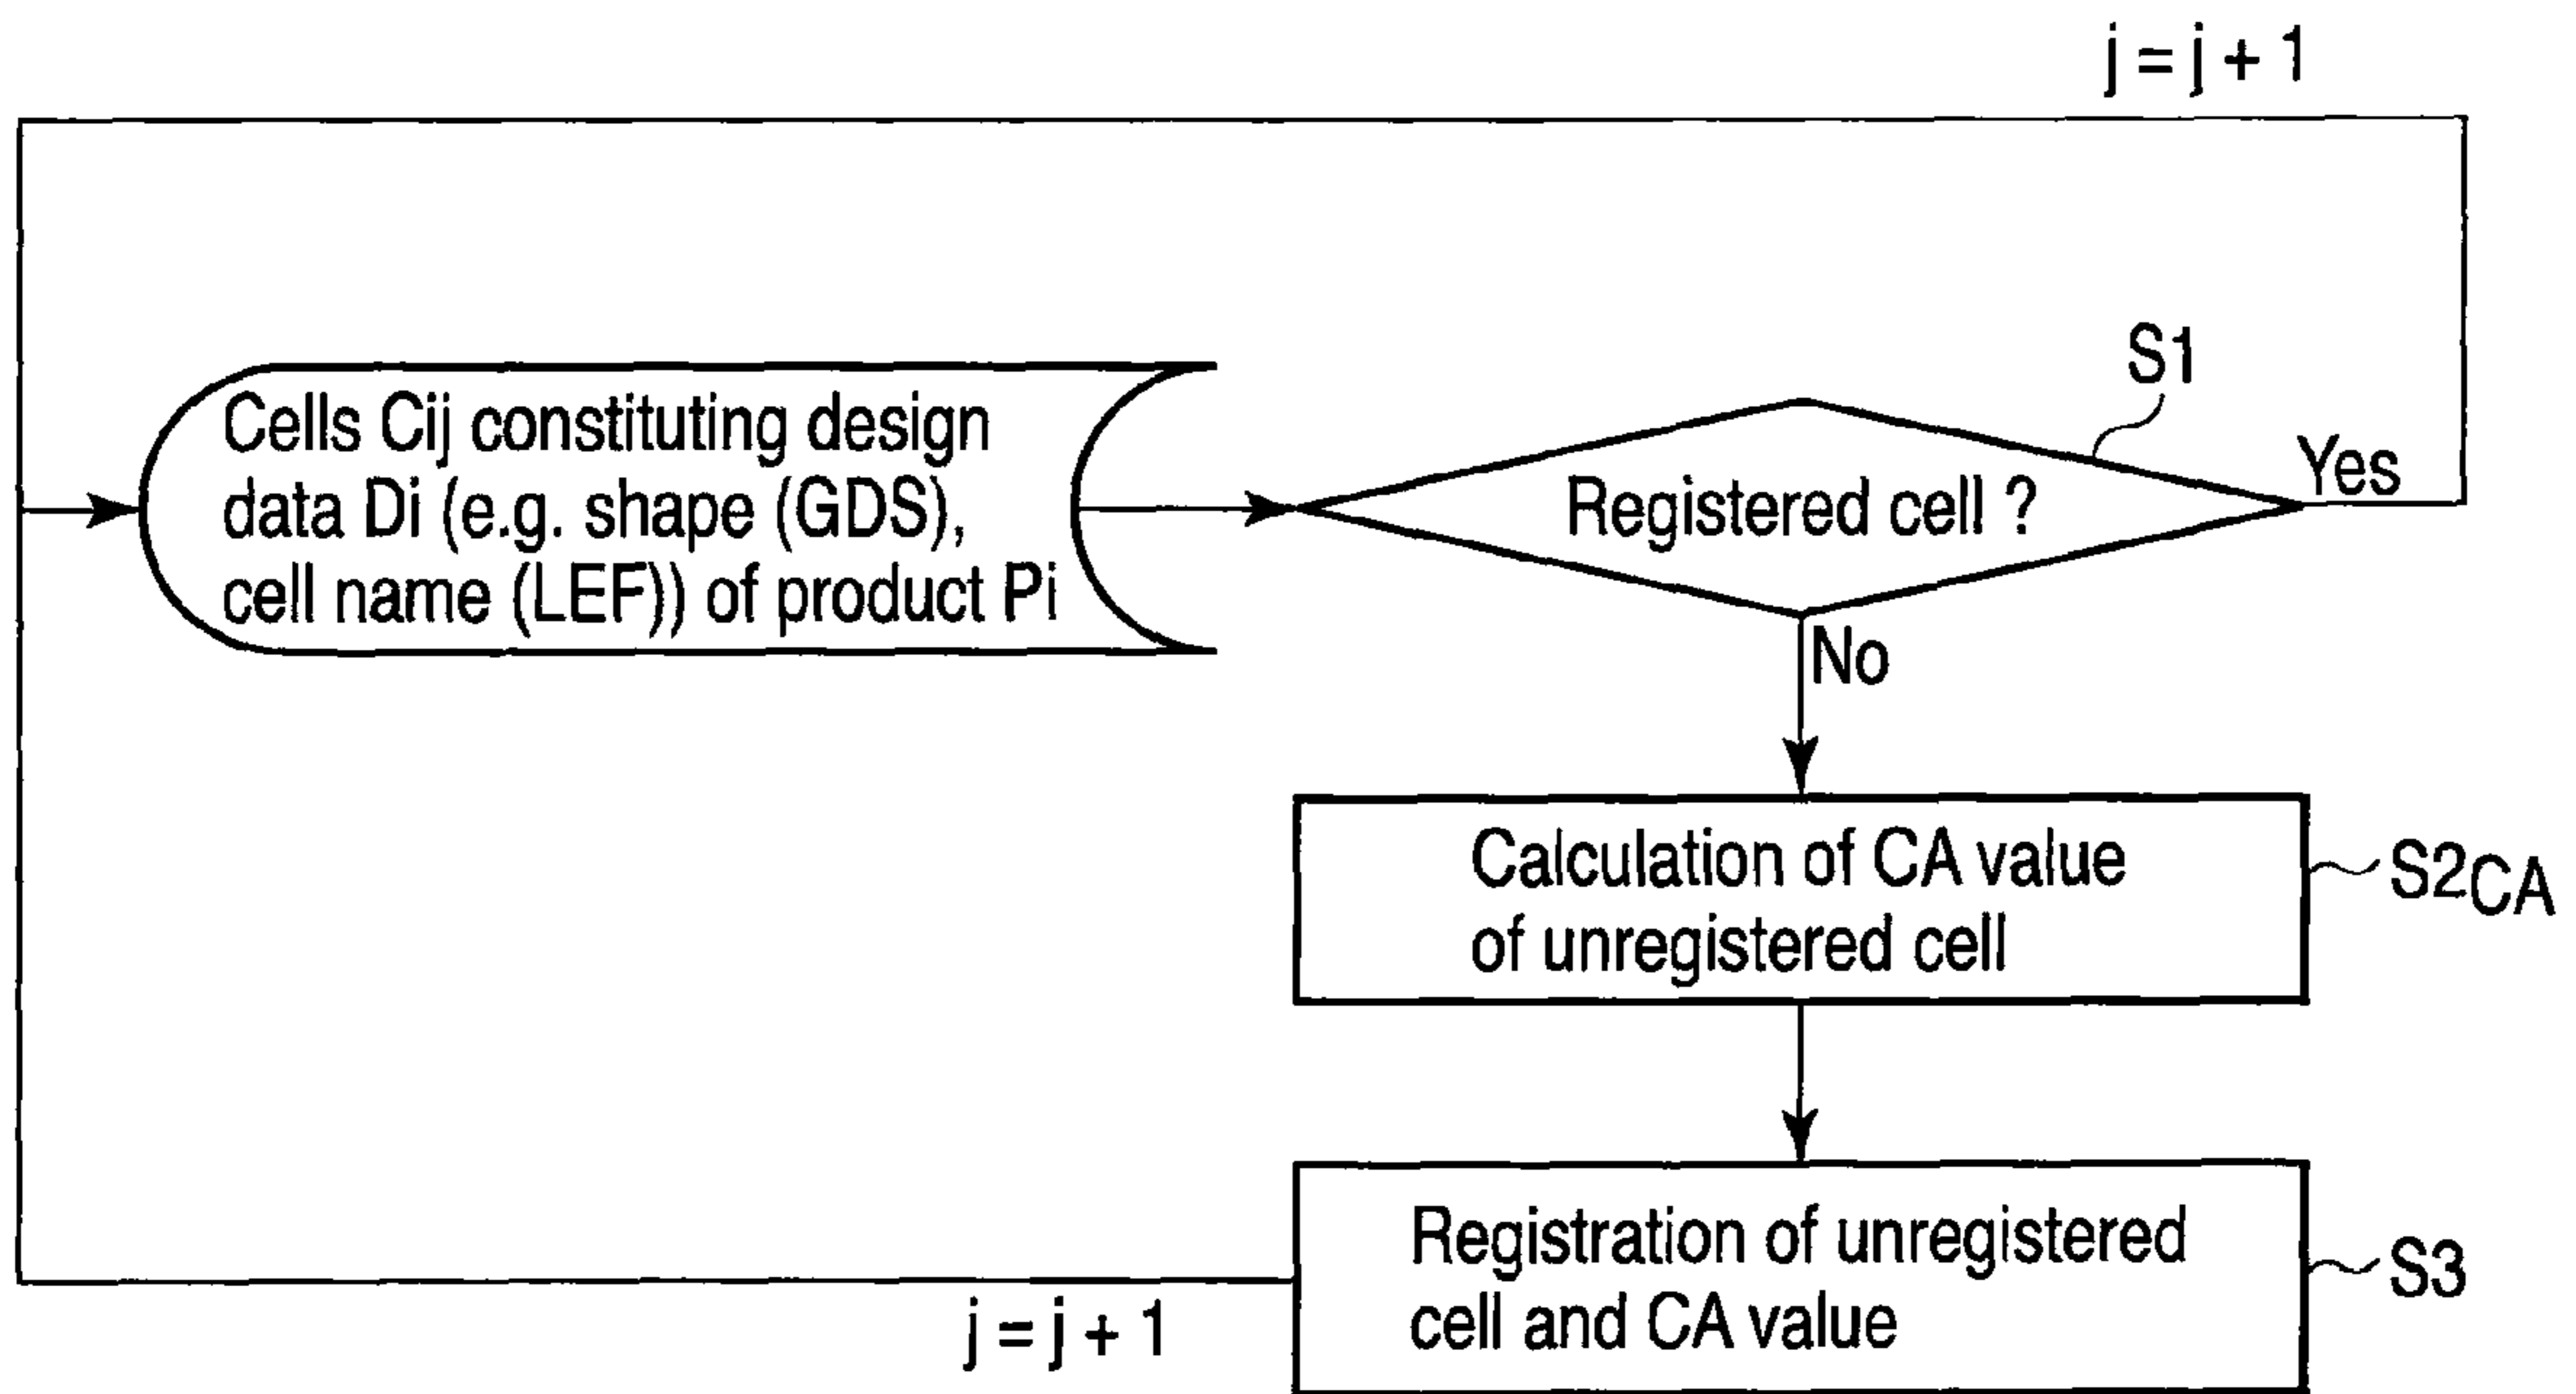 j = j + 1
S1
Cells Cij constituting design
data Di (e.g. shape (GDS),
cell name (LEF)) of product Pi
Registered cell ?
Yes
No
Calculation of CA value
of unregistered cell
S2CA
Registration of unregistered
cell and CA value
S3
j = j + 1